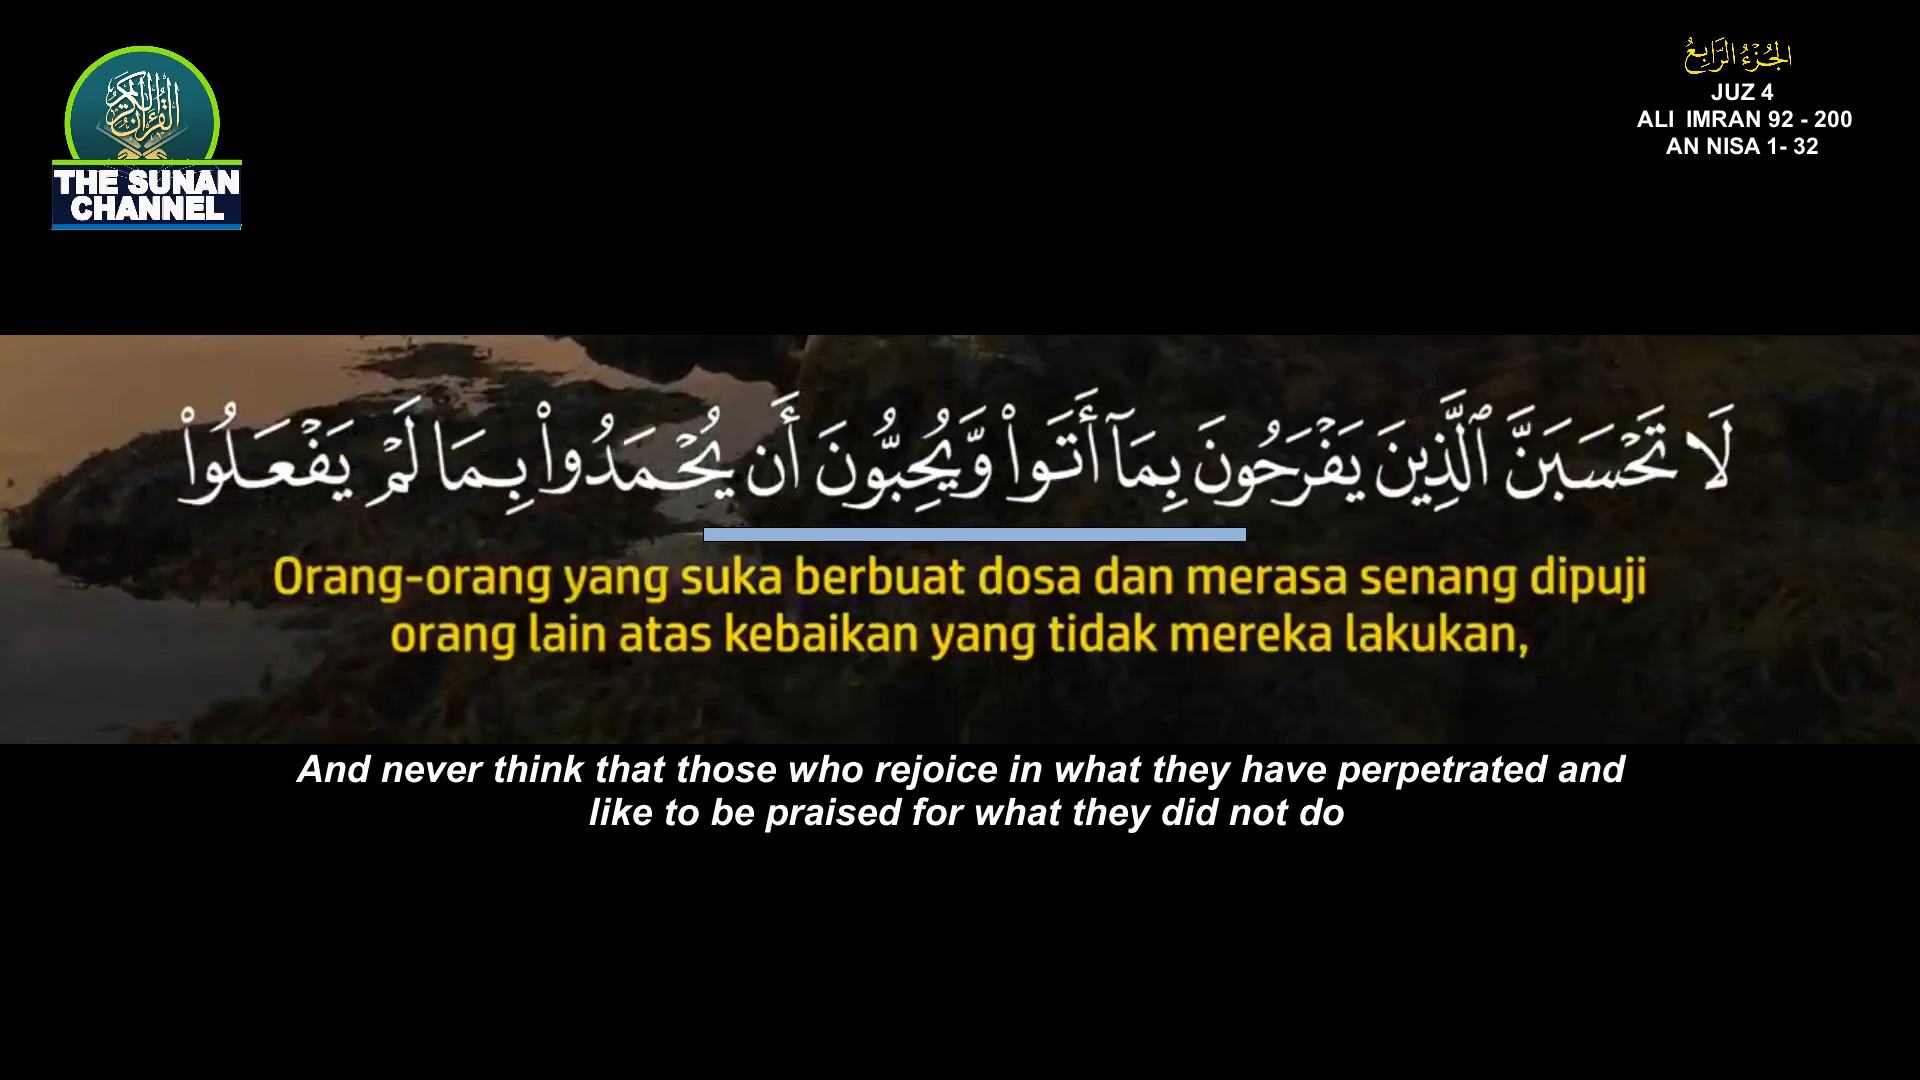 القرآن الكريم
THE SUNAN
CHANNEL
الجُزْءُ الرَّابِعُ
JUZ 4
ALI IMRAN 92 - 200
AN NISA 1- 32
لَا تَحْسَبَنَّ ٱلَّذِينَ يَفْرَحُونَ بِمَآ أَتَوا۟ وَّيُحِبُّونَ أَن يُحْمَدُوا۟ بِمَا لَمْ يَفْعَلُوا۟
Orang-orang yang suka berbuat dosa dan merasa senang dipuji
orang lain atas kebaikan yang tidak mereka lakukan,
And never think that those who rejoice in what they have perpetrated and
like to be praised for what they did not do